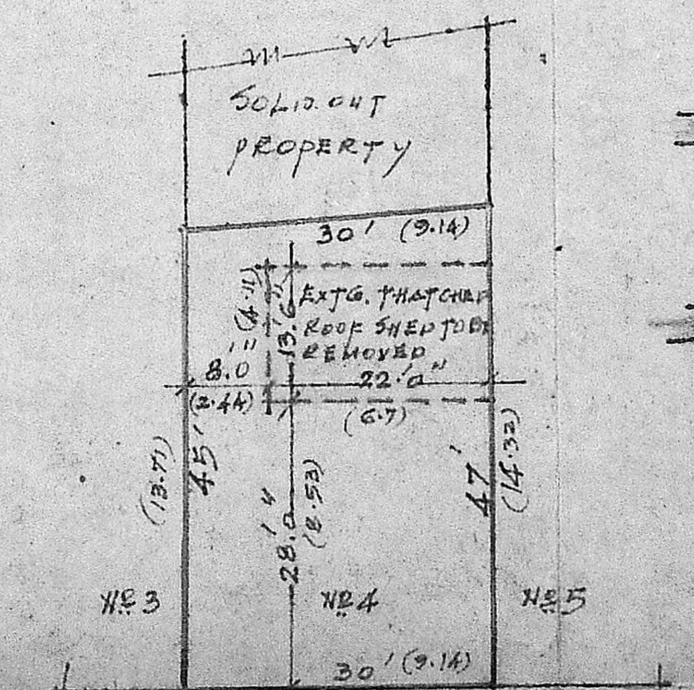 SOLD OUT
PROPERTY
30' (9.14)
(4.11)
13'.6"
EXTG. THATCHED
ROOF SHED TO BE
REMOVED
8'.0"
(2.44)
22'.0"
(6.7)
(13.71)
45'
47'
(14.32)
28'.0"
(8.53)
No 3
No 4
No 5
30' (9.14)